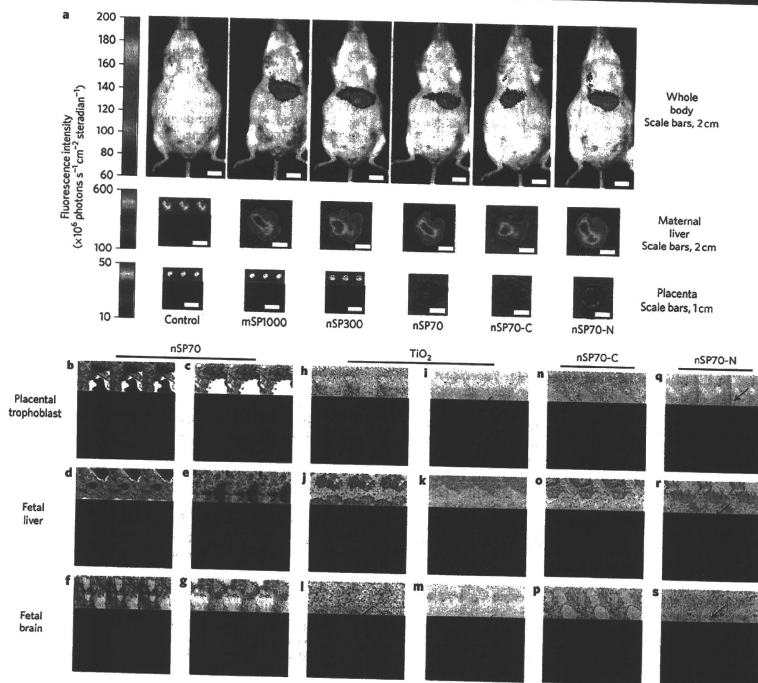 a
200
180
160
140
120
100
80
60
600
100
50
10
Fluorescence intensity
(×10⁶ photons s⁻¹ cm⁻² steradian⁻¹)
Whole
body
Scale bars, 2 cm
Maternal
liver
Scale bars, 2 cm
Placenta
Scale bars, 1 cm
Control
mSP1000
nSP300
nSP70
nSP70-C
nSP70-N
nSP70
TiO₂
nSP70-C
nSP70-N
b
c
h
i
n
q
Placental
trophoblast
d
e
j
k
o
r
Fetal
liver
f
g
l
m
p
s
Fetal
brain